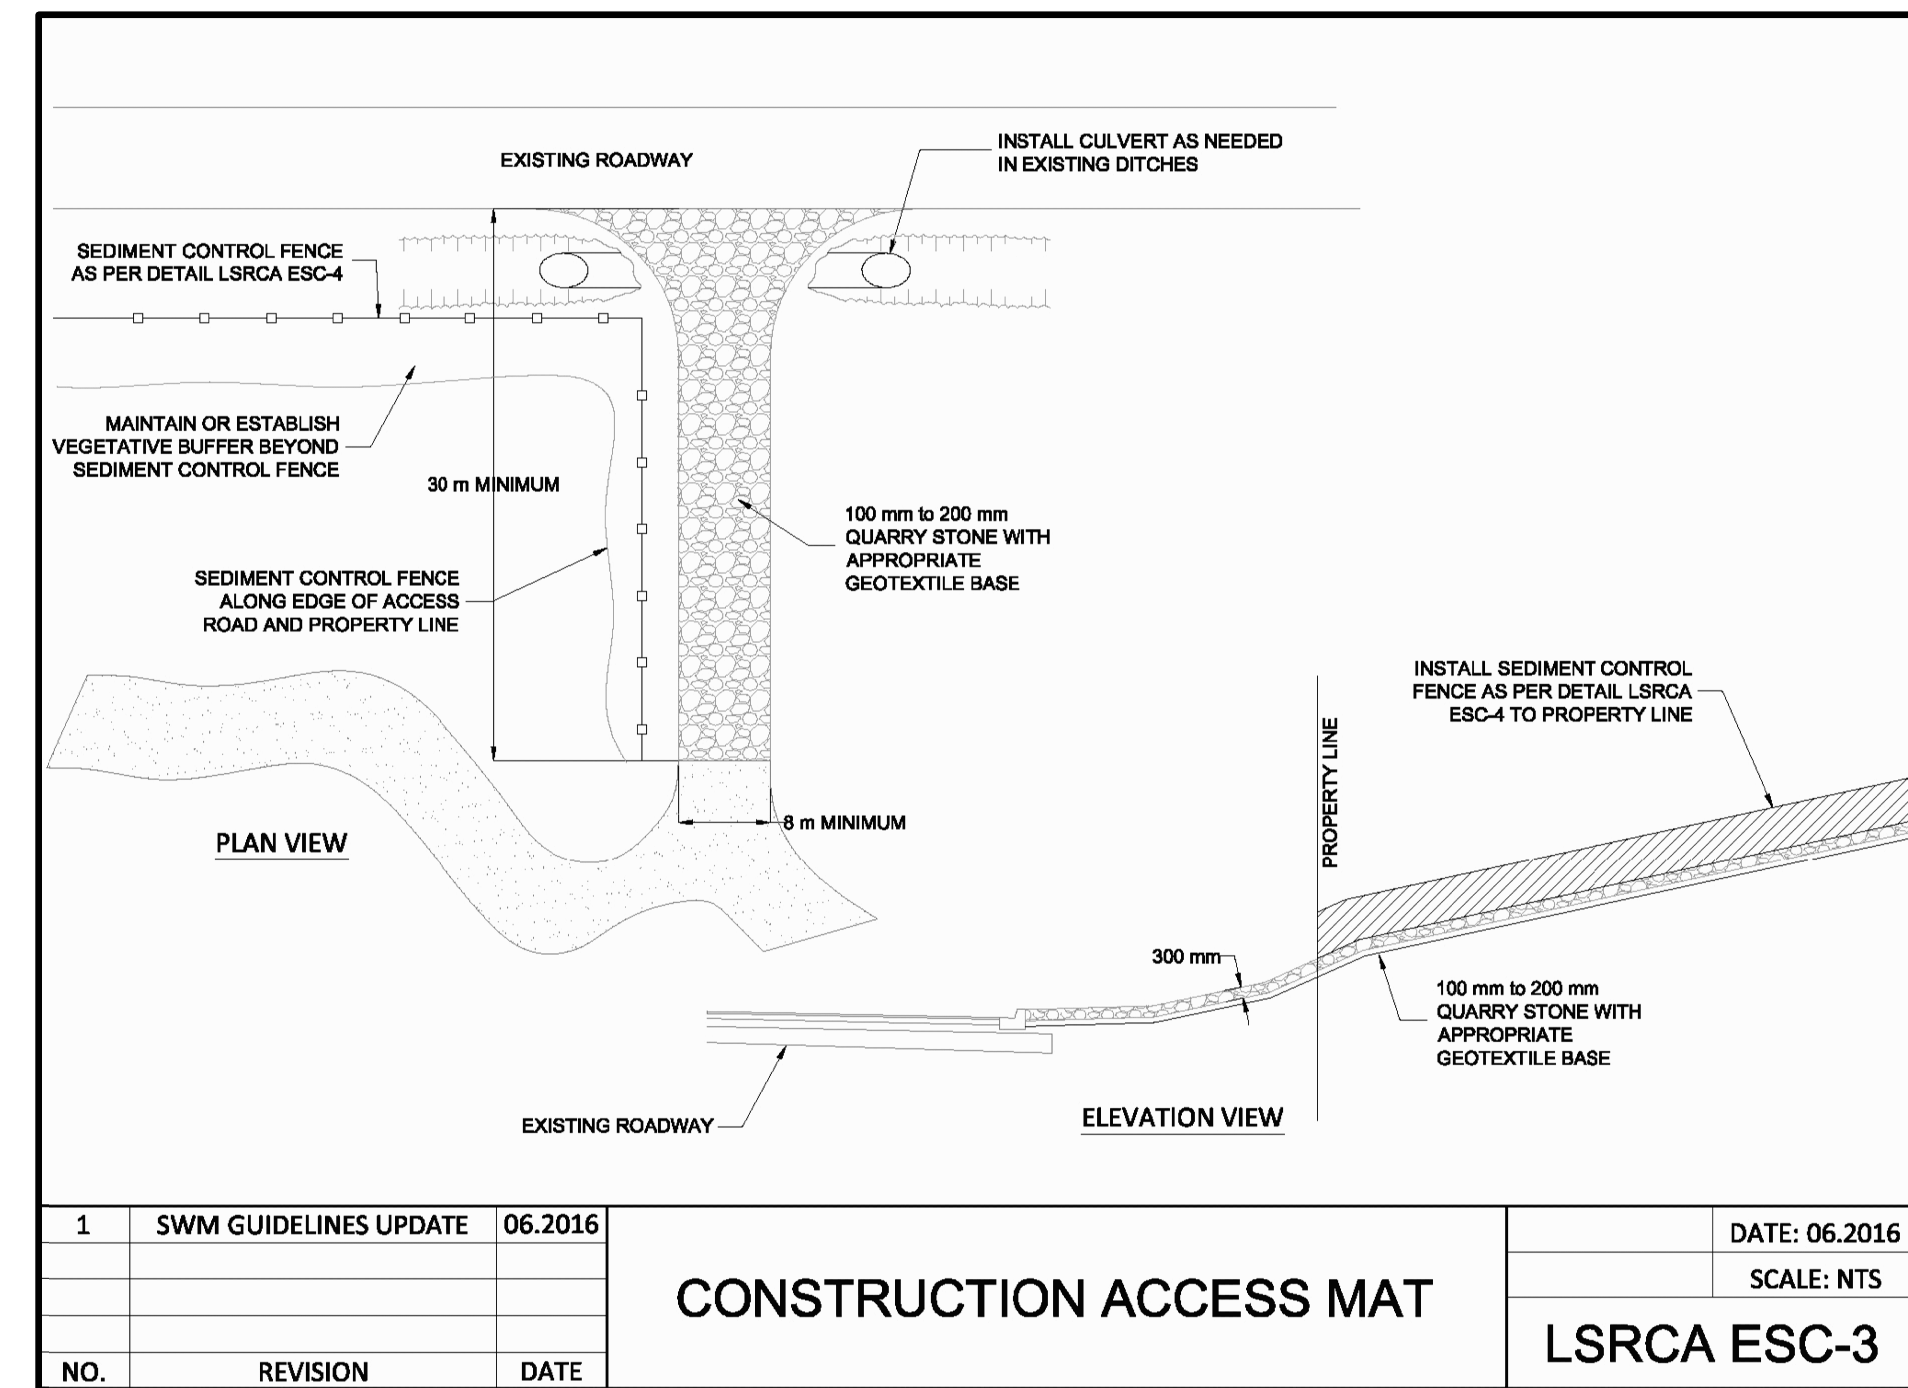 EXISTING ROADWAY
INSTALL CULVERT AS NEEDED
IN EXISTING DITCHES
SEDIMENT CONTROL FENCE
AS PER DETAIL LSRCA ESC-4
MAINTAIN OR ESTABLISH
VEGETATIVE BUFFER BEYOND
SEDIMENT CONTROL FENCE
30 m MINIMUM
100 mm to 200 mm
QUARRY STONE WITH
APPROPRIATE
GEOTEXTILE BASE
SEDIMENT CONTROL FENCE
ALONG EDGE OF ACCESS
ROAD AND PROPERTY LINE
8 m MINIMUM
PLAN VIEW
INSTALL SEDIMENT CONTROL
FENCE AS PER DETAIL LSRCA
ESC-4 TO PROPERTY LINE
PROPERTY LINE
300 mm
100 mm to 200 mm
QUARRY STONE WITH
APPROPRIATE
GEOTEXTILE BASE
EXISTING ROADWAY
ELEVATION VIEW
1 SWM GUIDELINES UPDATE 06.2016
NO. REVISION DATE
CONSTRUCTION ACCESS MAT
DATE: 06.2016
SCALE: NTS
LSRCA ESC-3